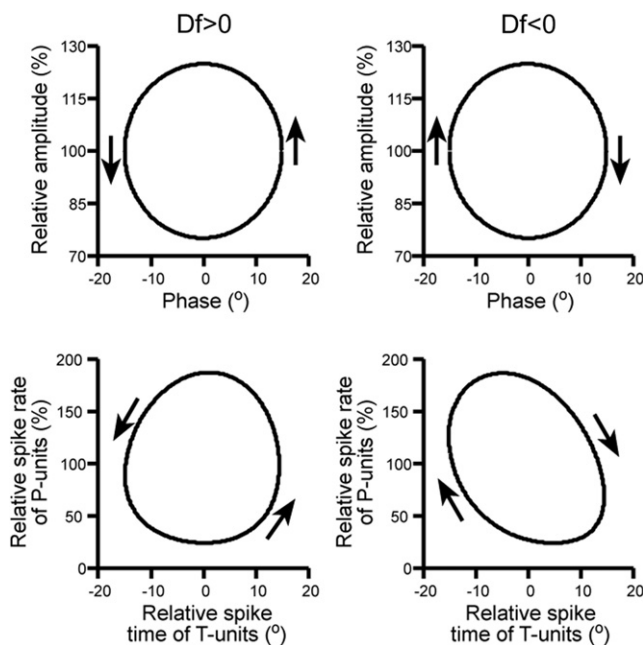 Df>0
Df<0
Relative amplitude (%)
130
115
100
85
70
-20
-10
0
10
20
Phase (º)
Relative amplitude (%)
130
115
100
85
70
-20
-10
0
10
20
Phase (º)
Relative spike rate
of P-units (%)
200
150
100
50
0
-20
-10
0
10
20
Relative spike
time of T-units (º)
Relative spike rate
of P-units (%)
200
150
100
50
0
-20
-10
0
10
20
Relative spike
time of T-units (º)